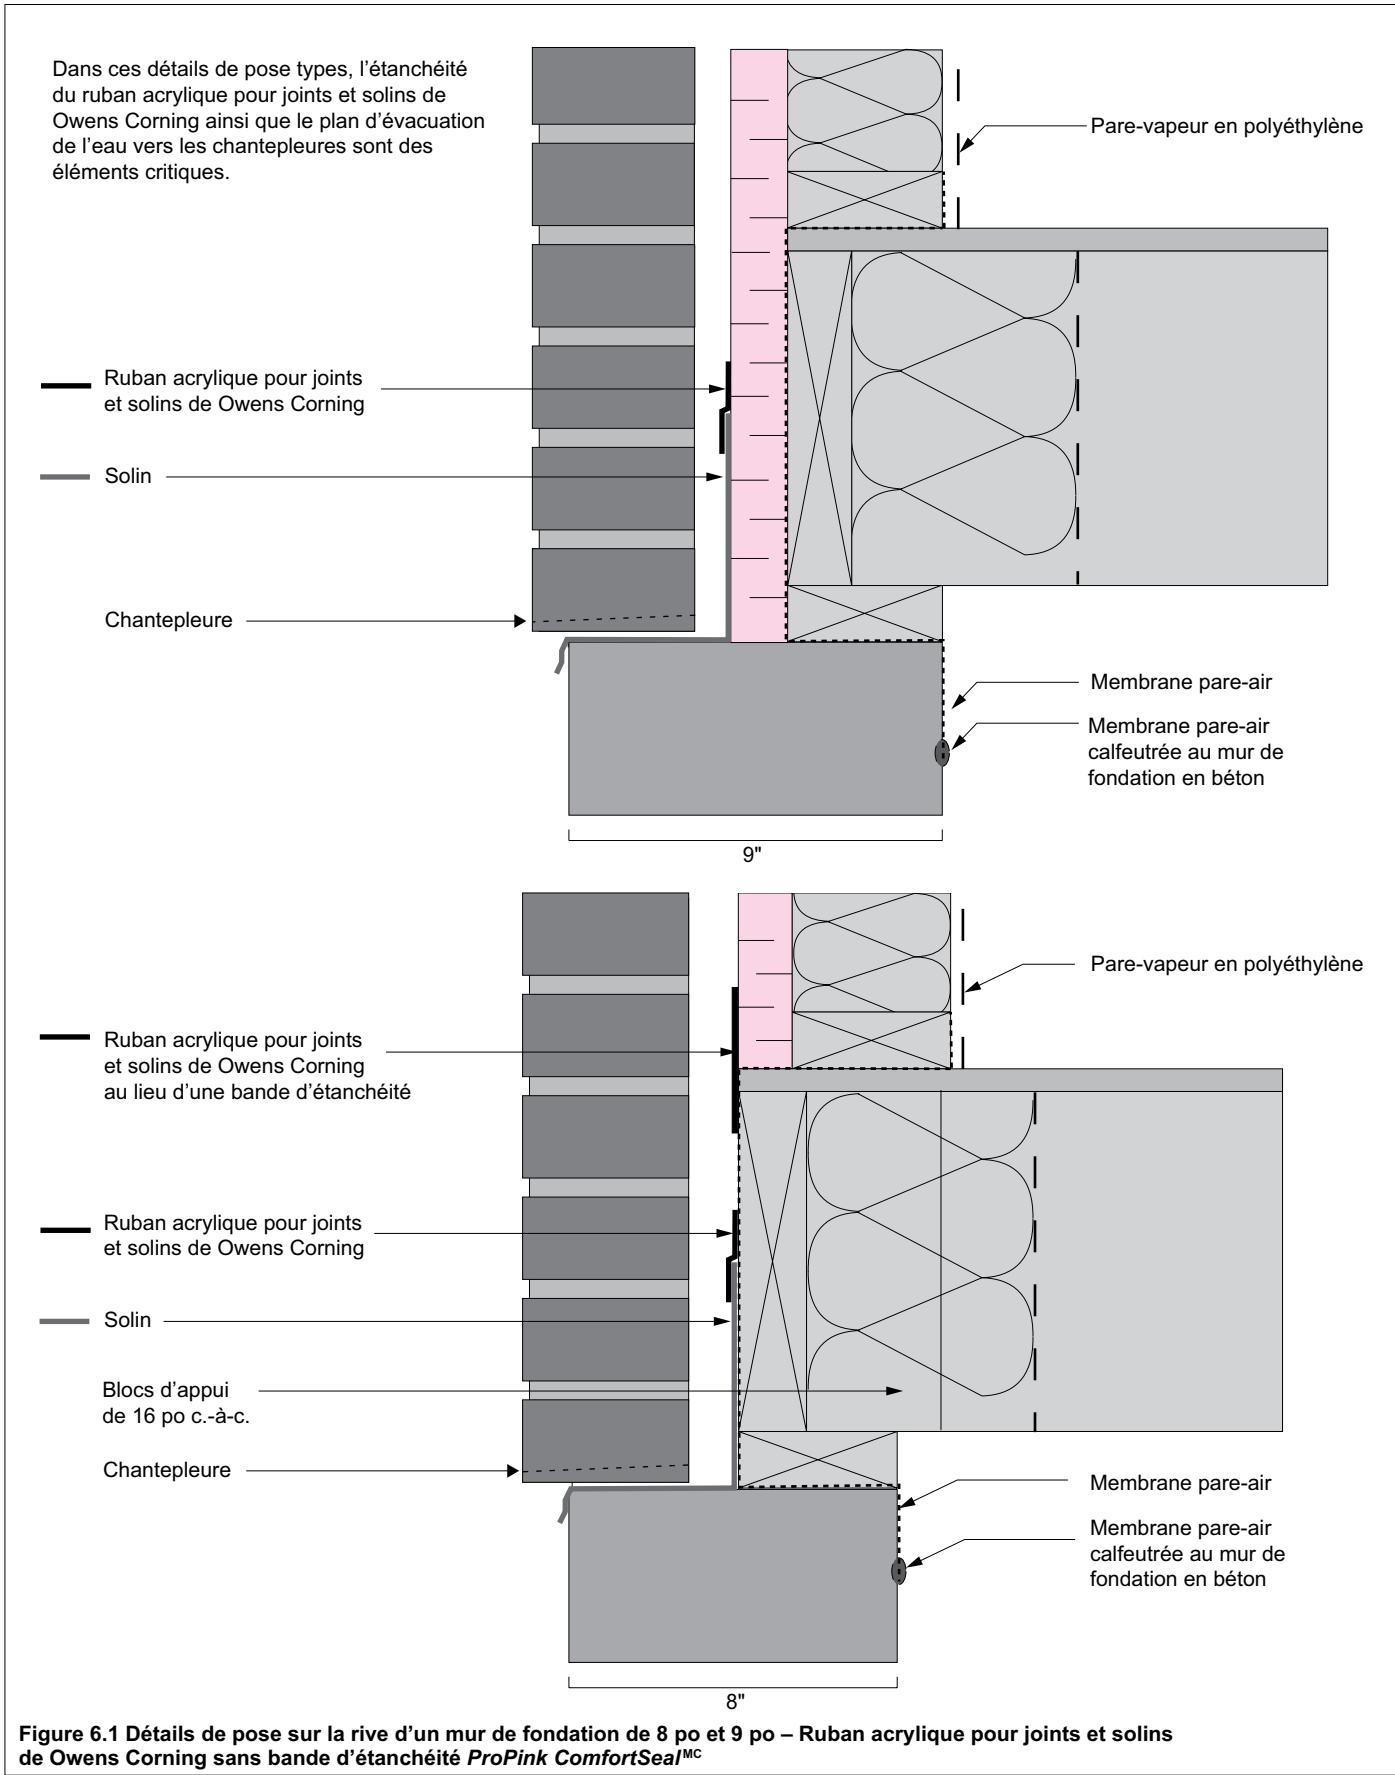 Dans ces détails de pose types, l'étanchéité
du ruban acrylique pour joints et solins de
Owens Corning ainsi que le plan d'évacuation
de l'eau vers les chantepleures sont des
éléments critiques.
Pare-vapeur en polyéthylène
Ruban acrylique pour joints
et solins de Owens Corning
Solin
Chantepleure
Membrane pare-air
Membrane pare-air
calfeutrée au mur de
fondation en béton
9"
Pare-vapeur en polyéthylène
Ruban acrylique pour joints
et solins de Owens Corning
au lieu d'une bande d'étanchéité
Ruban acrylique pour joints
et solins de Owens Corning
Solin
Blocs d'appui
de 16 po c.-à-c.
Chantepleure
Membrane pare-air
Membrane pare-air
calfeutrée au mur de
fondation en béton
8"
Figure 6.1 Détails de pose sur la rive d'un mur de fondation de 8 po et 9 po – Ruban acrylique pour joints et solins
de Owens Corning sans bande d'étanchéité ProPink ComfortSeal MC